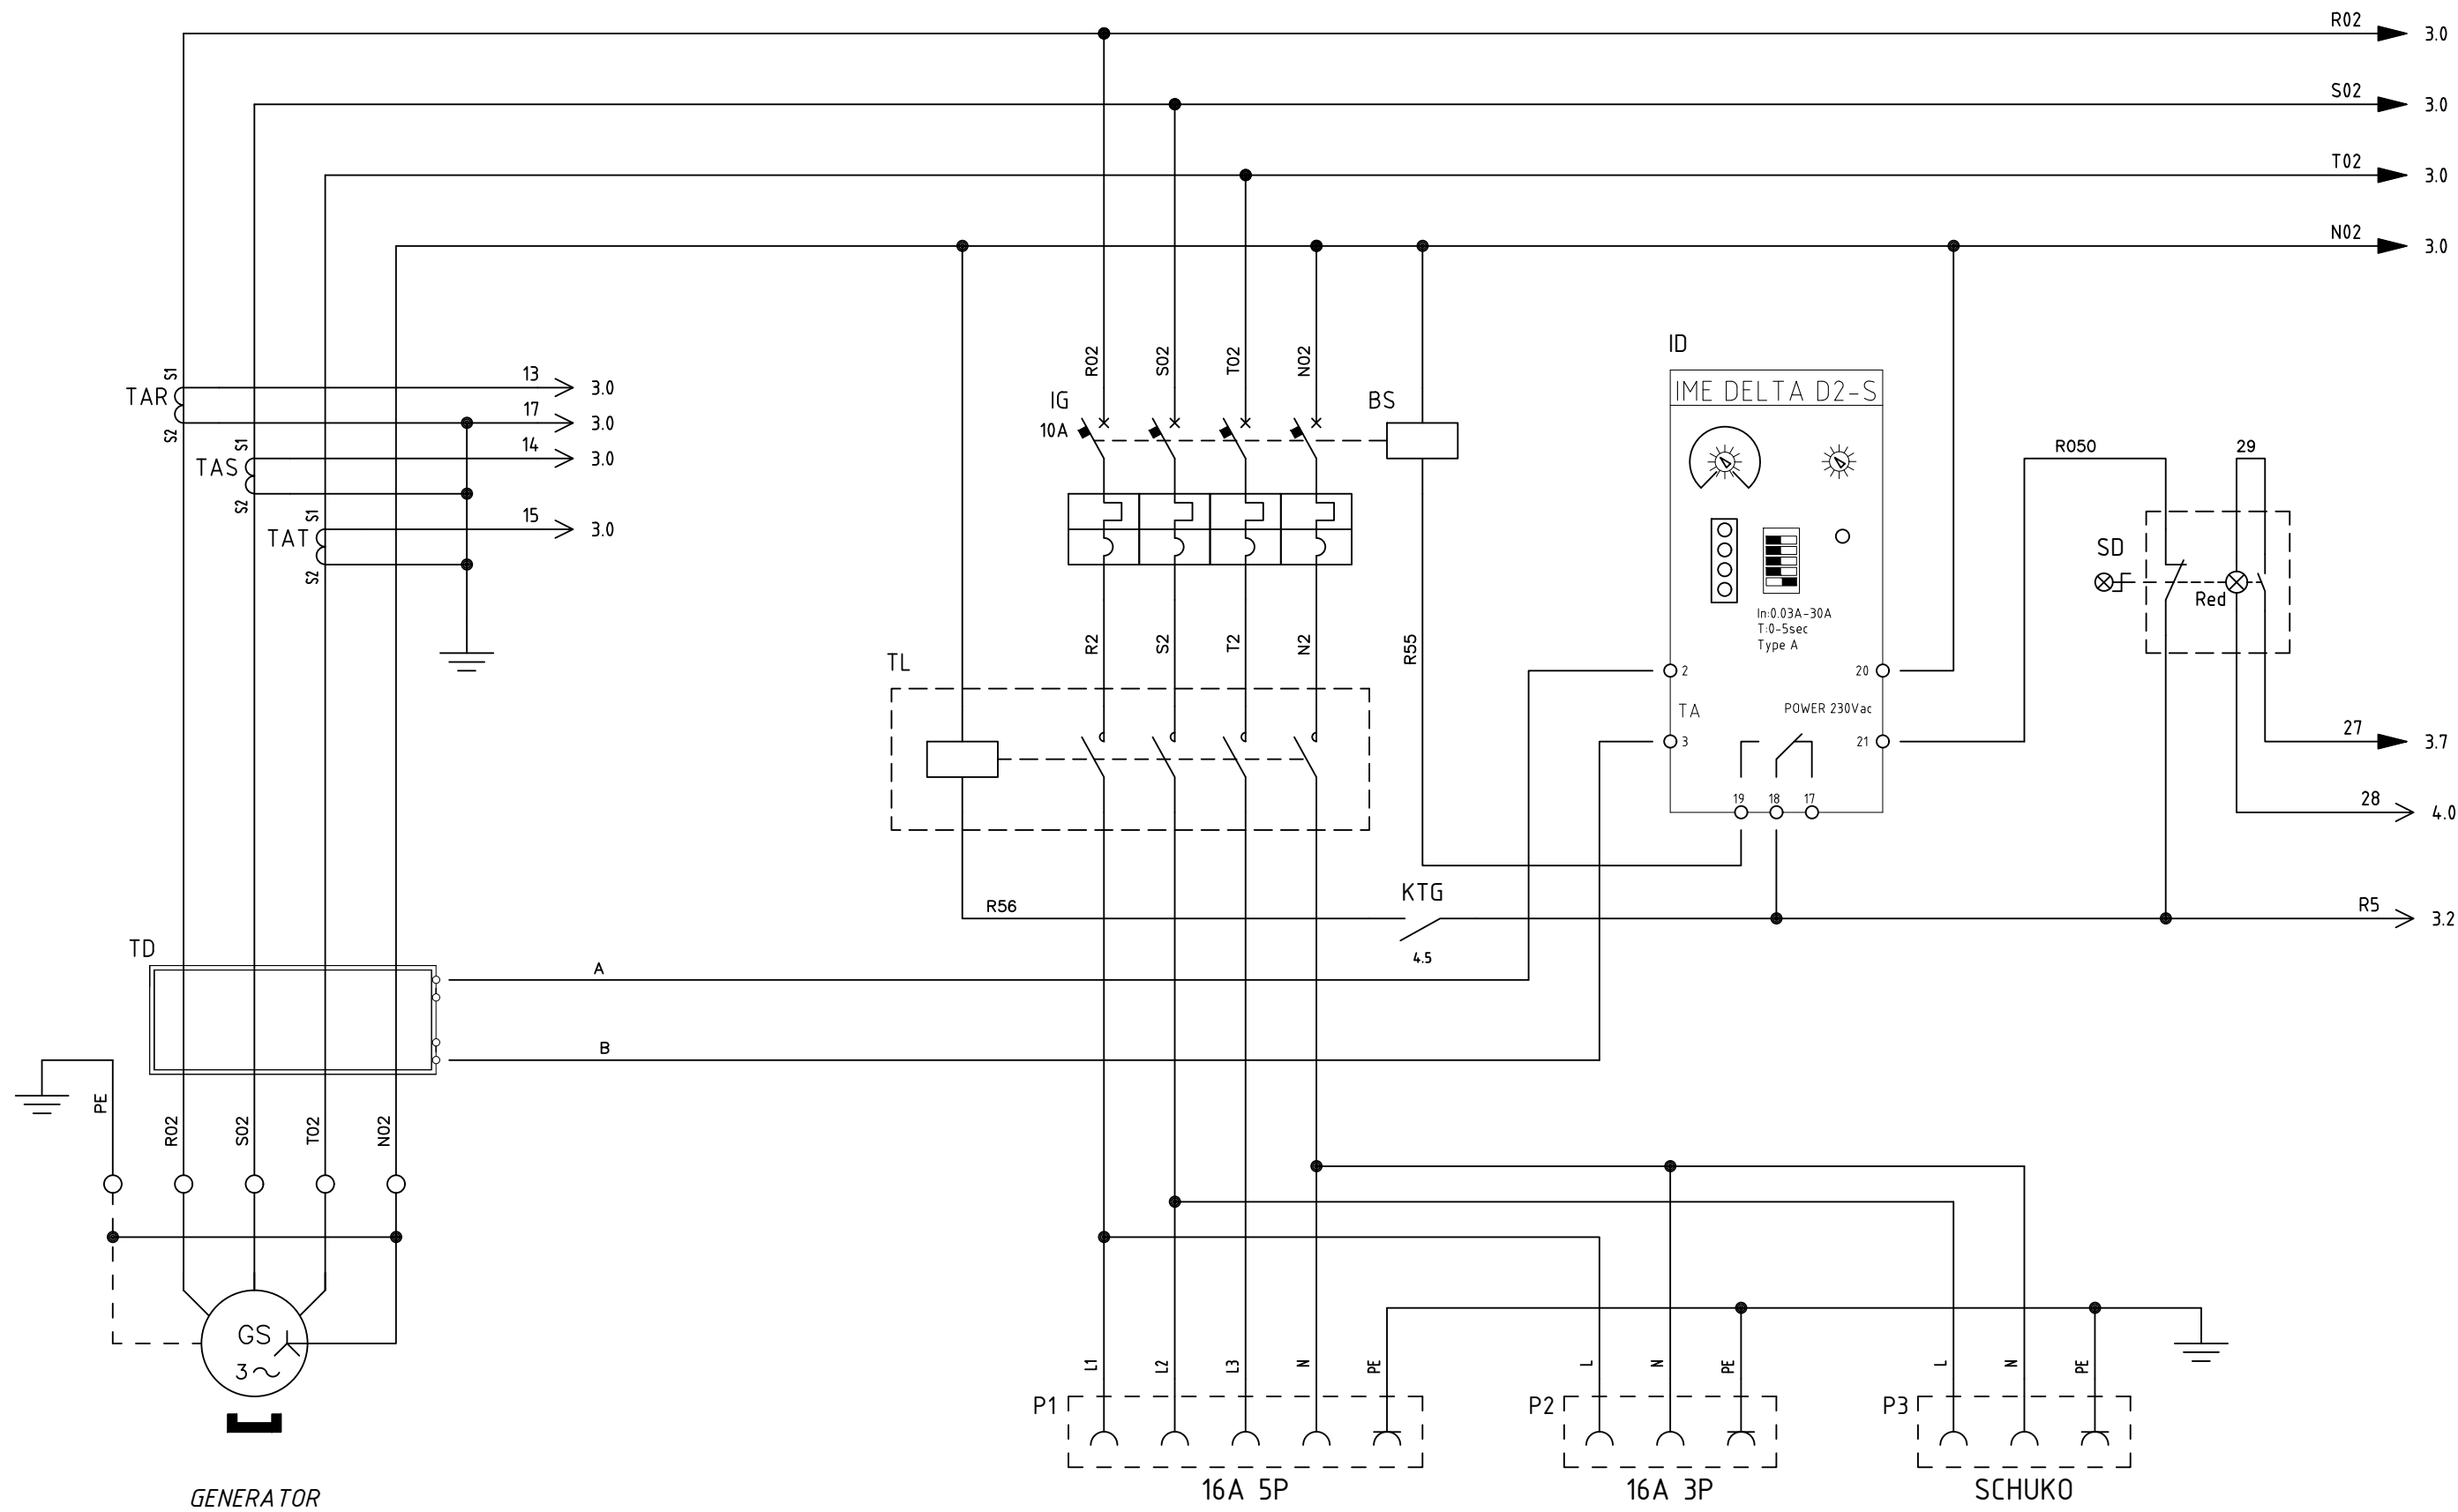 R02
3.0
S02
3.0
T02
3.0
N02
3.0
ID
IME DELTA D2-S
R02
S02
T02
N02
S1
13
3.0
TAR
17
3.0
S2
S1
14
3.0
TAS
S2
S1
15
3.0
TAT
S2
IG
10A
BS
R050
29
SD
Red
In:0.03A-30A
T:0-5sec
Type A
R2
S2
T2
N2
R55
TL
2
20
TA
POWER 230Vac
3
21
27
3.7
19
18
17
28
4.0
KTG
R56
R5
3.2
4.5
TD
A
B
PE
R02
S02
T02
N02
GS
3~
L1
L2
L3
N
PE
L
N
PE
L
N
PE
P1
P2
P3
16A 5P
16A 3P
SCHUKO
GENERATOR